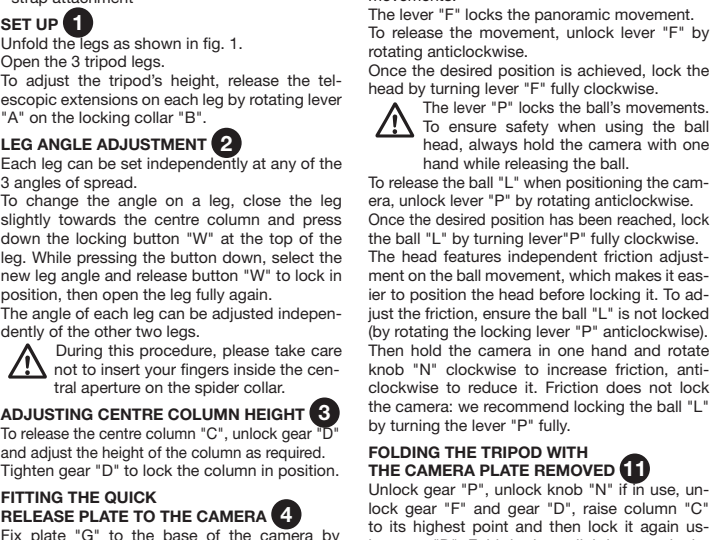 strap attachment
SET UP 1
Unfold the legs as shown in fig. 1.
Open the 3 tripod legs.
To adjust the tripod's height, release the tel-
escopic extensions on each leg by rotating lever
"A" on the locking collar "B".
LEG ANGLE ADJUSTMENT 2
Each leg can be set independently at any of the
3 angles of spread.
To change the angle on a leg, close the leg
slightly towards the centre column and press
down the locking button "W" at the top of the
leg. While pressing the button down, select the
new leg angle and release button "W" to lock in
position, then open the leg fully again.
The angle of each leg can be adjusted indepen-
dently of the other two legs.
During this procedure, please take care
not to insert your fingers inside the cen-
tral aperture on the spider collar.
ADJUSTING CENTRE COLUMN HEIGHT 3
To release the centre column "C", unlock gear "D"
and adjust the height of the column as required.
Tighten gear "D" to lock the column in position.
FITTING THE QUICK
RELEASE PLATE TO THE CAMERA 4
Fix plate "G" to the base of the camera by
movements.
The lever "F" locks the panoramic movement.
To release the movement, unlock lever "F" by
rotating anticlockwise.
Once the desired position is achieved, lock the
head by turning lever "F" fully clockwise.
The lever "P" locks the ball's movements.
To ensure safety when using the ball
head, always hold the camera with one
hand while releasing the ball.
To release the ball "L" when positioning the cam-
era, unlock lever "P" by rotating anticlockwise.
Once the desired position has been reached, lock
the ball "L" by turning lever"P" fully clockwise.
The head features independent friction adjust-
ment on the ball movement, which makes it eas-
ier to position the head before locking it. To ad-
just the friction, ensure the ball "L" is not locked
(by rotating the locking lever "P" anticlockwise).
Then hold the camera in one hand and rotate
knob "N" clockwise to increase friction, anti-
clockwise to reduce it. Friction does not lock
the camera: we recommend locking the ball "L"
by turning the lever "P" fully.
FOLDING THE TRIPOD WITH
THE CAMERA PLATE REMOVED 11
Unlock gear "P", unlock knob "N" if in use, un-
lock gear "F" and gear "D", raise column "C"
to its highest point and then lock it again us-